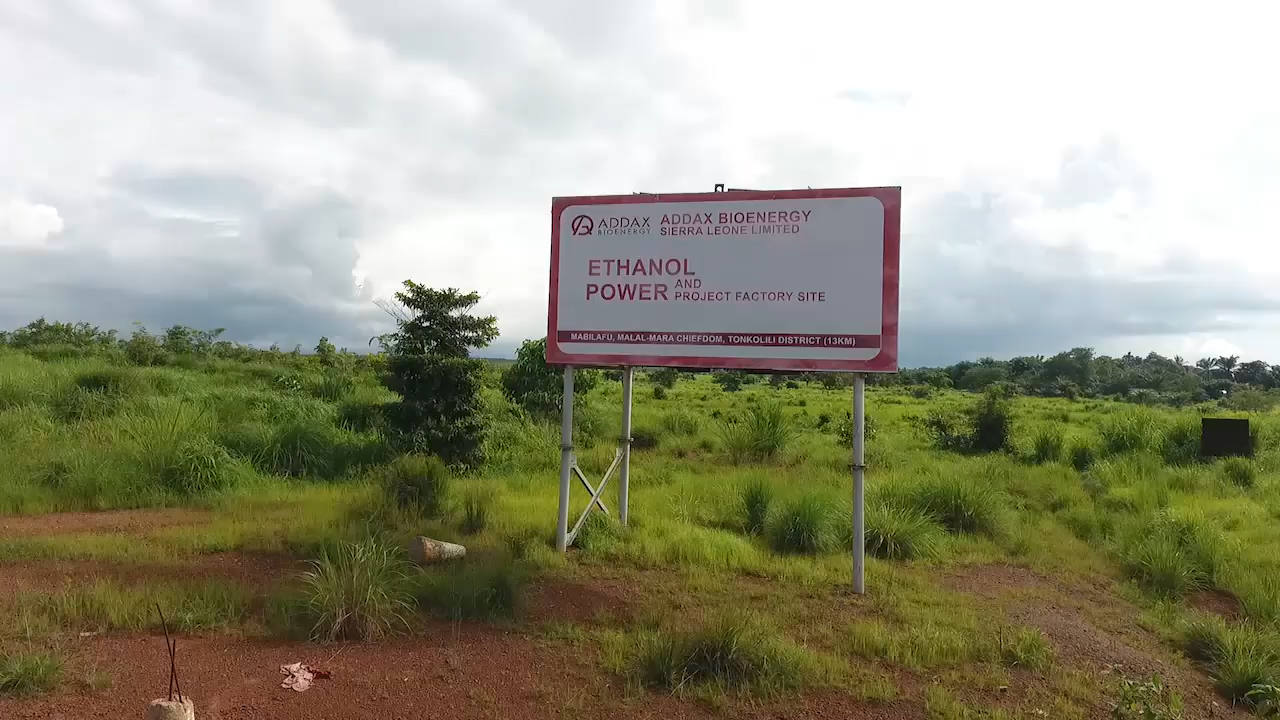 ADDAX
BIOENERGY
ADDAX BIOENERGY
SIERRA LEONE LIMITED
ETHANOL
POWER AND
PROJECT FACTORY SITE
MABILAFU, MALAL-MARA CHIEFDOM, TONKOLILI DISTRICT (13KM)